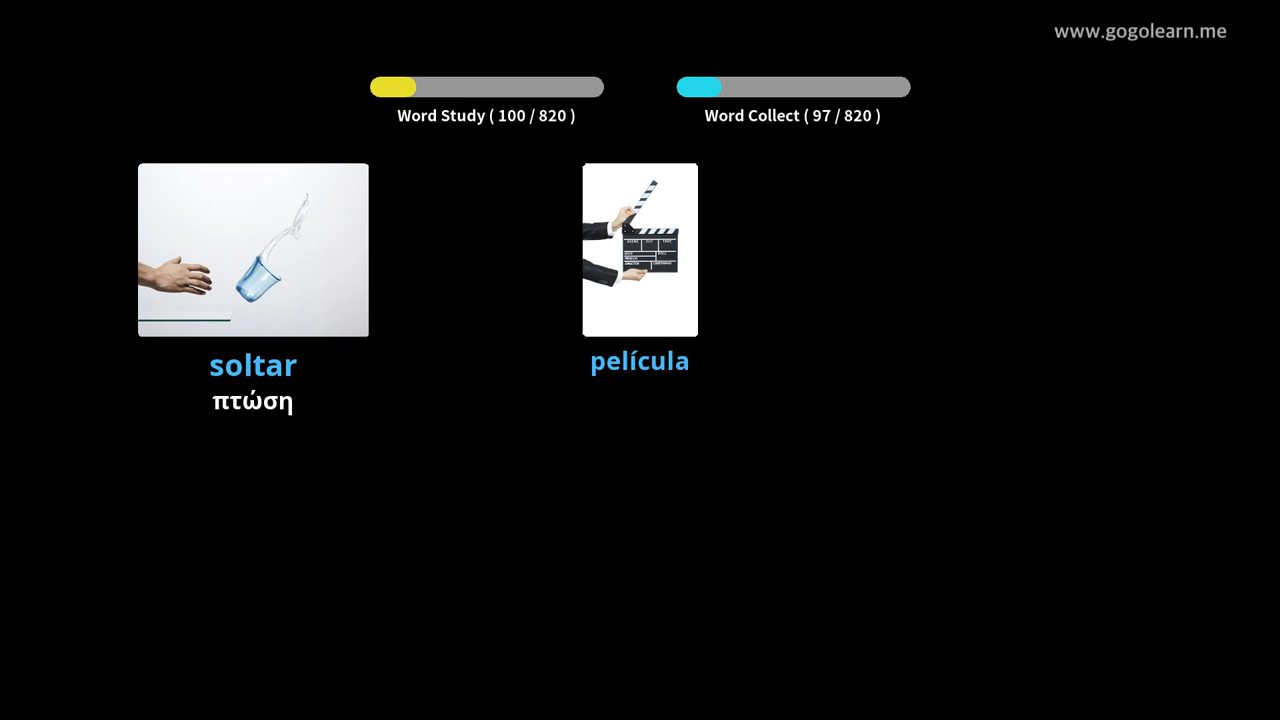 www.gogolearn.me
Word Study ( 100 / 820 )
Word Collect ( 97 / 820 )
soltar
πτώση
película